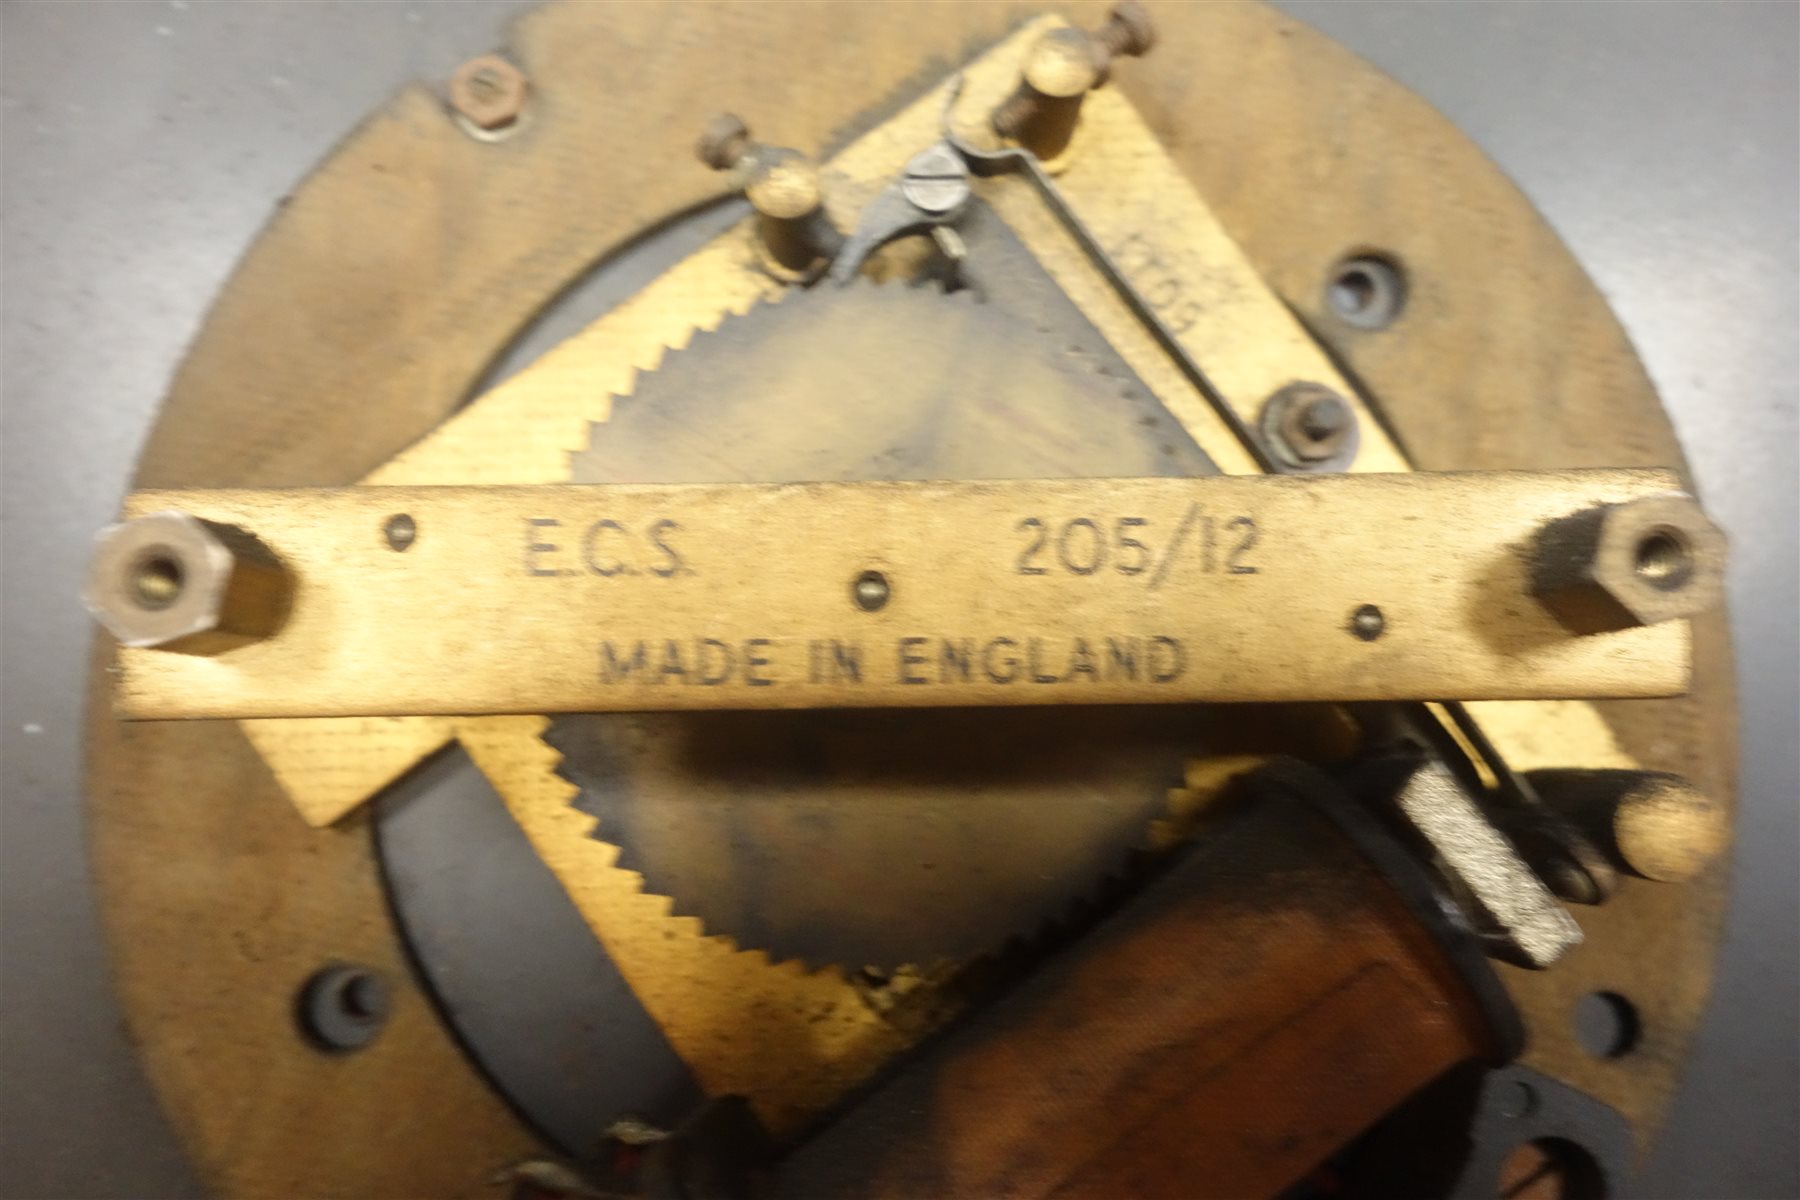 E.C.S. 205/12
MADE IN ENGLAND